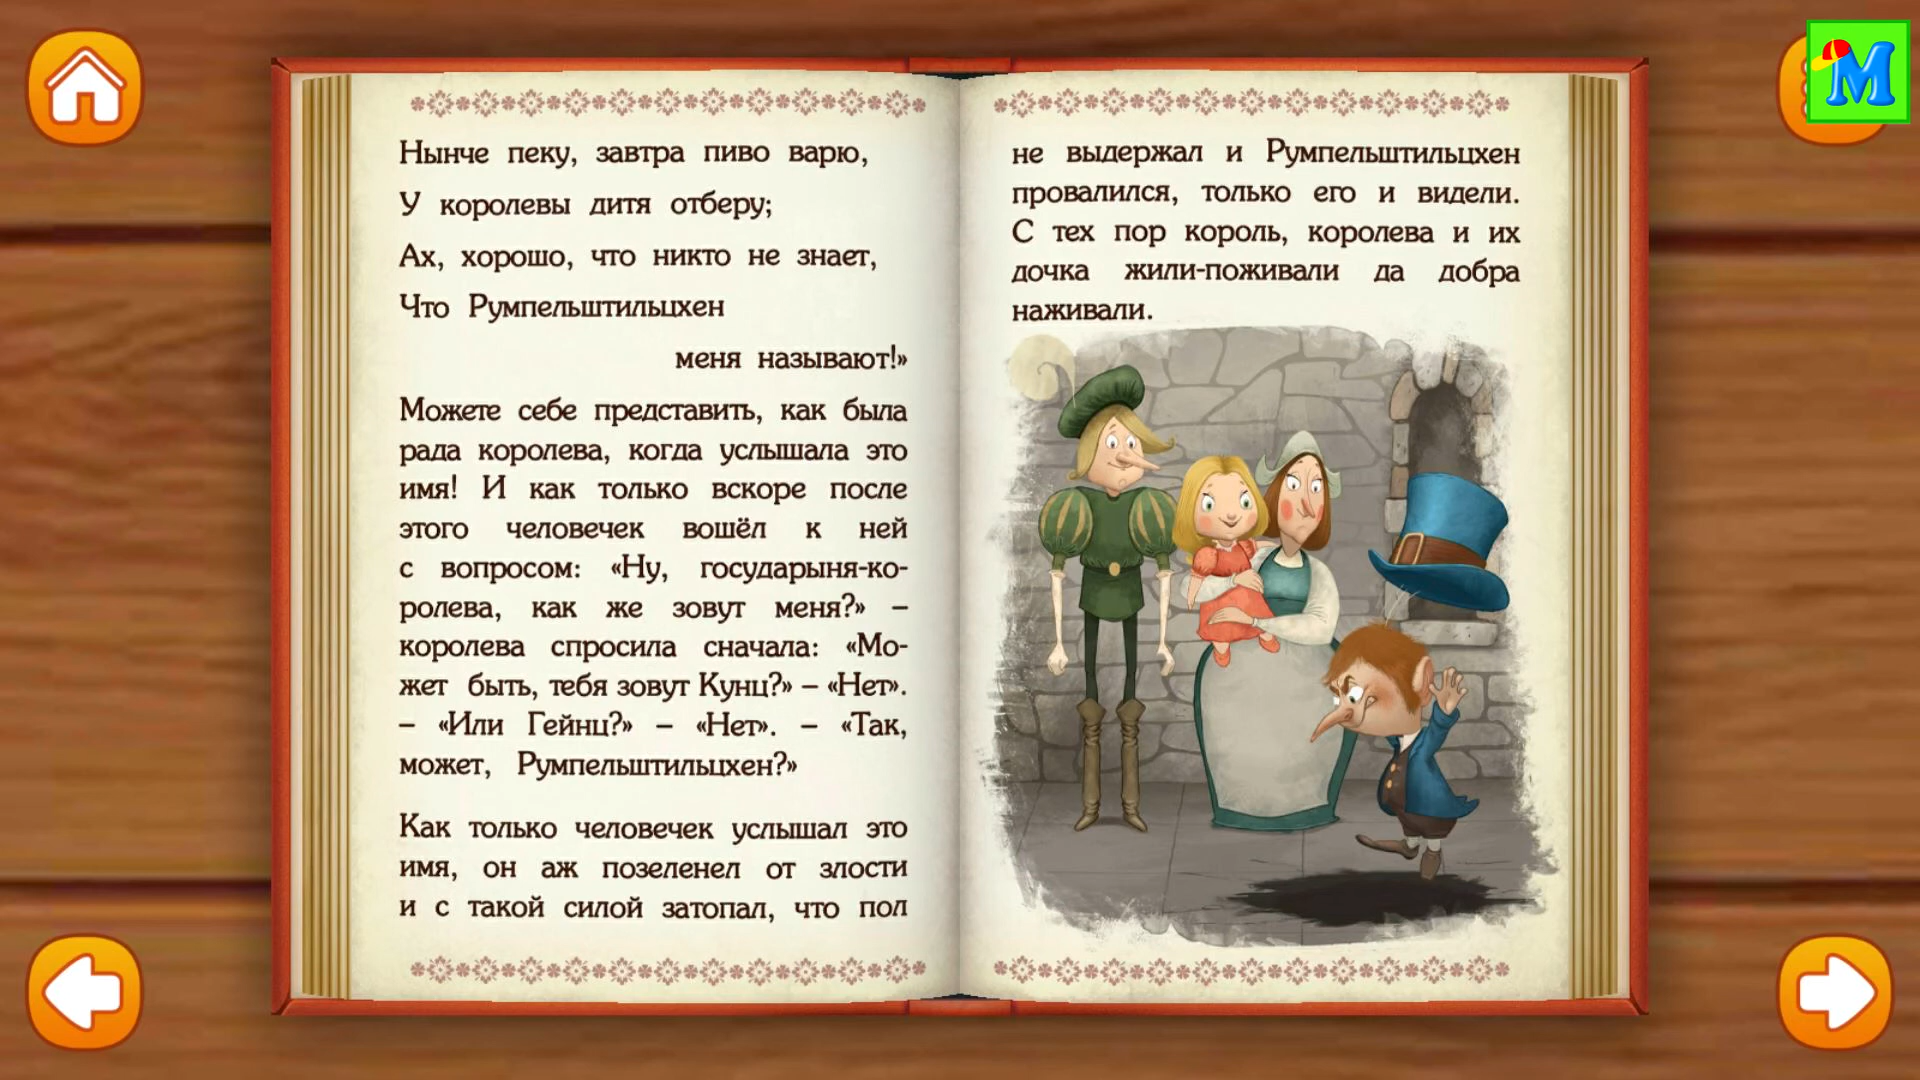 Нынче пеку, завтра пиво варю,
У королевы дитя отберу;
Ах, хорошо, что никто не знает,
Что Румпельштильцхен
меня называют!»
Можете себе представить, как была
рада королева, когда услышала это
имя! И как только вскоре после
этого человечек вошёл к ней
с вопросом: «Ну, государыня-ко-
ролева, как же зовут меня?» –
королева спросила сначала: «Мо-
жет быть, тебя зовут Кунц?» – «Нет».
– «Или Гейнц?» – «Нет». – «Так,
может, Румпельштильцхен?»
Как только человечек услышал это
имя, он аж позеленел от злости
и с такой силой затопал, что пол
не выдержал и Румпельштильцхен
провалился, только его и видели.
С тех пор король, королева и их
дочка жили-поживали да добра
наживали.
M